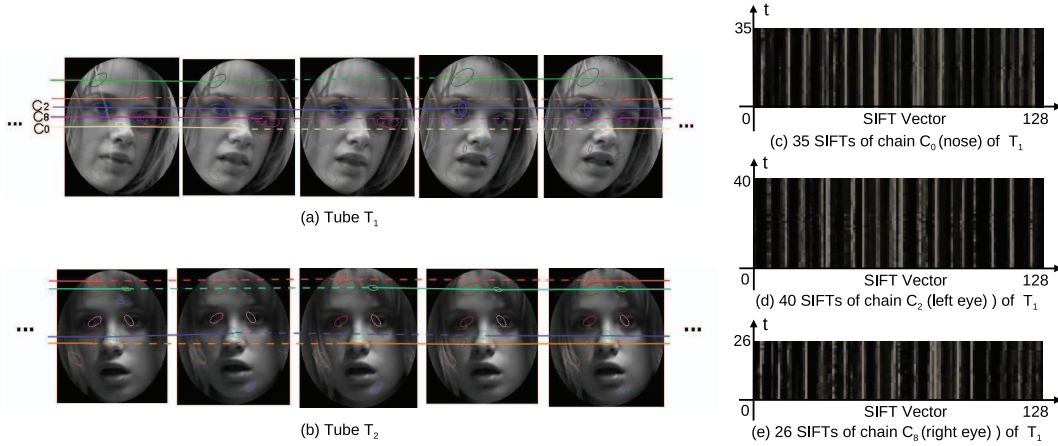 C2
C8
C0
...
...
(a) Tube T1
...
...
(b) Tube T2
t
35
0
SIFT Vector
128
(c) 35 SIFTs of chain C0 (nose) of T1
t
40
0
SIFT Vector
128
(d) 40 SIFTs of chain C2 (left eye) ) of T1
t
26
0
SIFT Vector
128
(e) 26 SIFTs of chain C8 (right eye) ) of T1